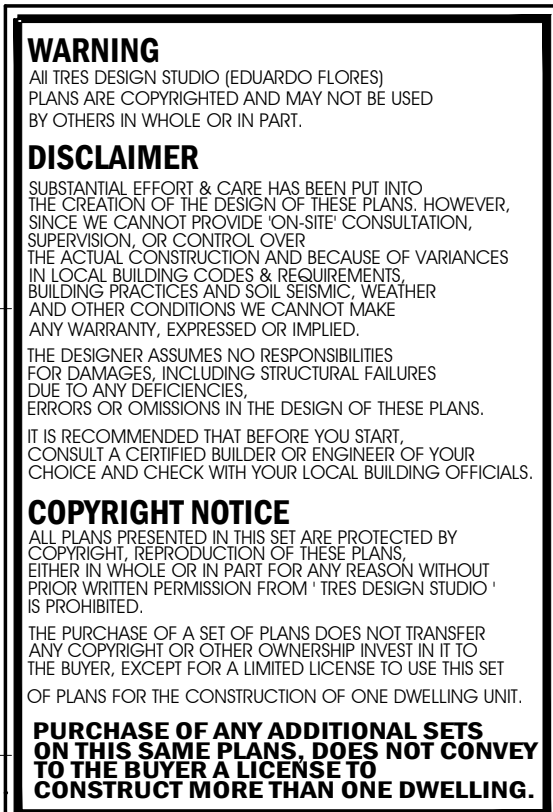 WARNING
All TRES DESIGN STUDIO (EDUARDO FLORES)
PLANS ARE COPYRIGHTED AND MAY NOT BE USED
BY OTHERS IN WHOLE OR IN PART.
DISCLAIMER
SUBSTANTIAL EFFORT & CARE HAS BEEN PUT INTO
THE CREATION OF THE DESIGN OF THESE PLANS. HOWEVER,
SINCE WE CANNOT PROVIDE 'ON-SITE' CONSULTATION,
SUPERVISION, OR CONTROL OVER
THE ACTUAL CONSTRUCTION AND BECAUSE OF VARIANCES
IN LOCAL BUILDING CODES & REQUIREMENTS,
BUILDING PRACTICES AND SOIL SEISMIC, WEATHER
AND OTHER CONDITIONS WE CANNOT MAKE
ANY WARRANTY, EXPRESSED OR IMPLIED.
THE DESIGNER ASSUMES NO RESPONSIBILITIES
FOR DAMAGES, INCLUDING STRUCTURAL FAILURES
DUE TO ANY DEFICIENCIES,
ERRORS OR OMISSIONS IN THE DESIGN OF THESE PLANS.
IT IS RECOMMENDED THAT BEFORE YOU START,
CONSULT A CERTIFIED BUILDER OR ENGINEER OF YOUR
CHOICE AND CHECK WITH YOUR LOCAL BUILDING OFFICIALS.
COPYRIGHT NOTICE
ALL PLANS PRESENTED IN THIS SET ARE PROTECTED BY
COPYRIGHT, REPRODUCTION OF THESE PLANS,
EITHER IN WHOLE OR IN PART FOR ANY REASON WITHOUT
PRIOR WRITTEN PERMISSION FROM ' TRES DESIGN STUDIO '
IS PROHIBITED.
THE PURCHASE OF A SET OF PLANS DOES NOT TRANSFER
ANY COPYRIGHT OR OTHER OWNERSHIP INVEST IN IT TO
THE BUYER, EXCEPT FOR A LIMITED LICENSE TO USE THIS SET
OF PLANS FOR THE CONSTRUCTION OF ONE DWELLING UNIT.
PURCHASE OF ANY ADDITIONAL SETS
ON THIS SAME PLANS, DOES NOT CONVEY
TO THE BUYER A LICENSE TO
CONSTRUCT MORE THAN ONE DWELLING.